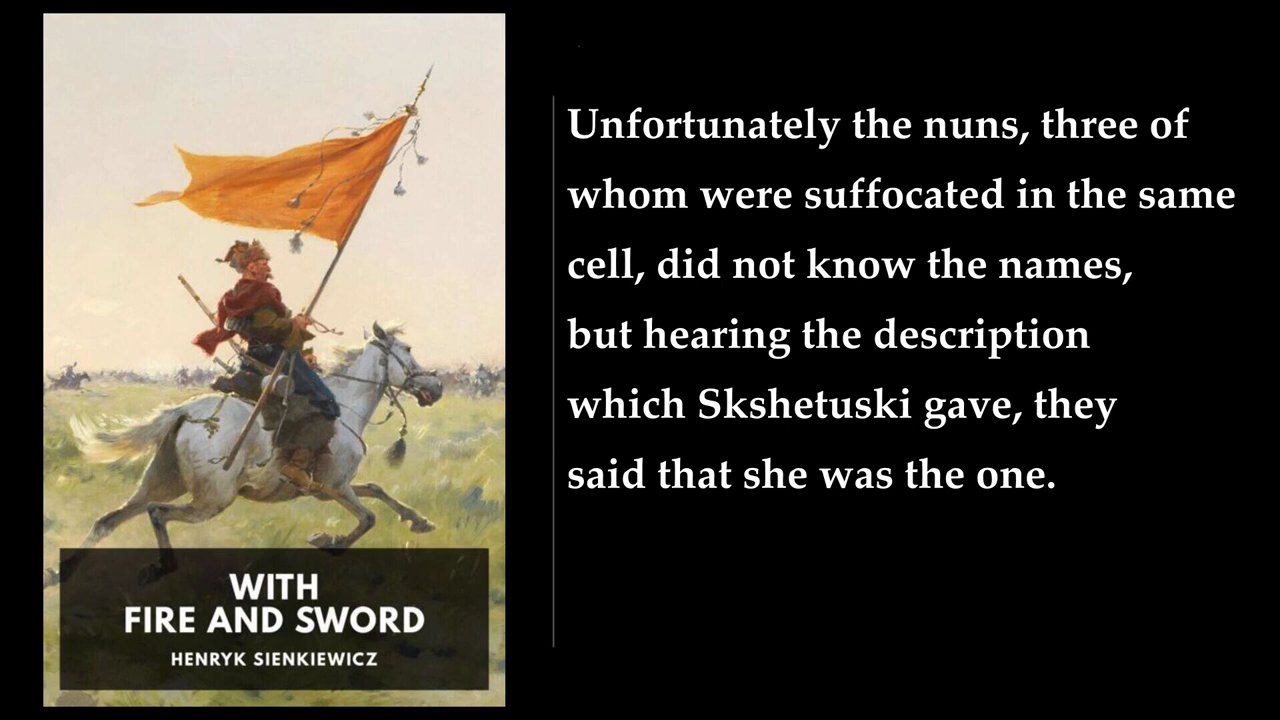 WITH
FIRE AND SWORD
HENRYK SIENKIEWICZ
Unfortunately the nuns, three of
whom were suffocated in the same
cell, did not know the names,
but hearing the description
which Skshetuski gave, they
said that she was the one.